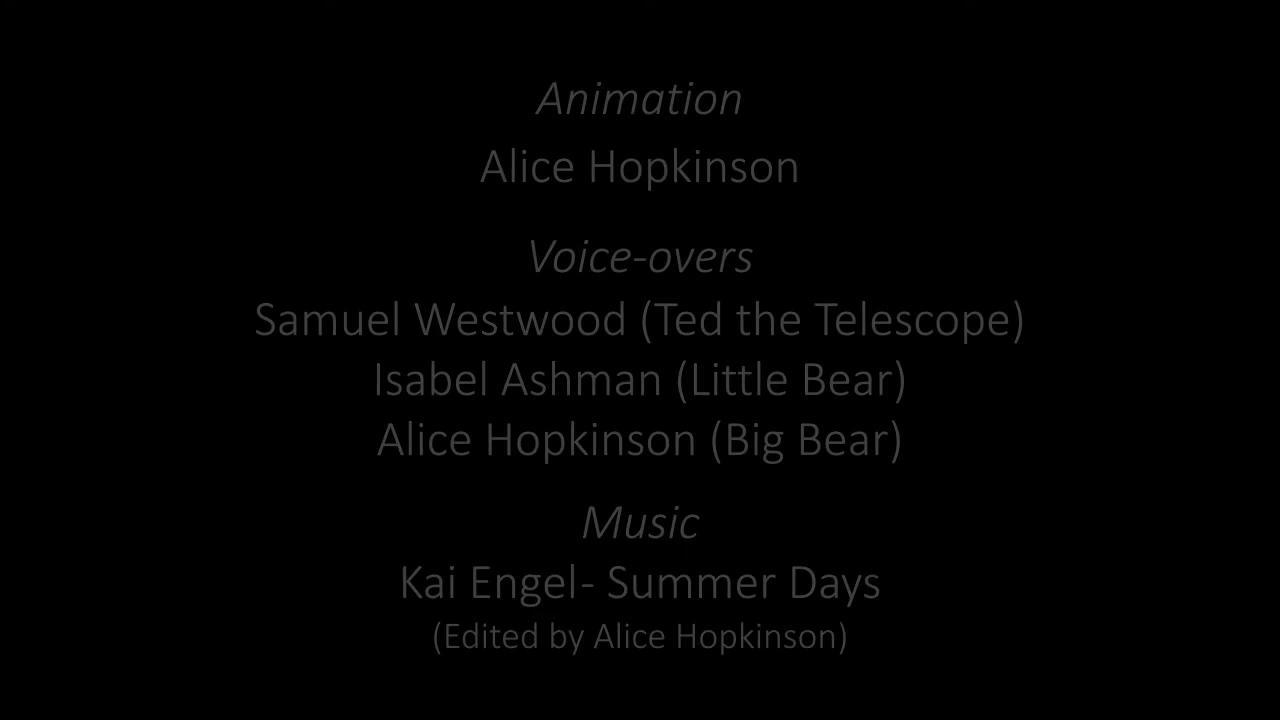 Animation
Alice Hopkinson
Voice-overs
Samuel Westwood (Ted the Telescope)
Isabel Ashman (Little Bear)
Alice Hopkinson (Big Bear)
Music
Kai Engel - Summer Days
(Edited by Alice Hopkinson)